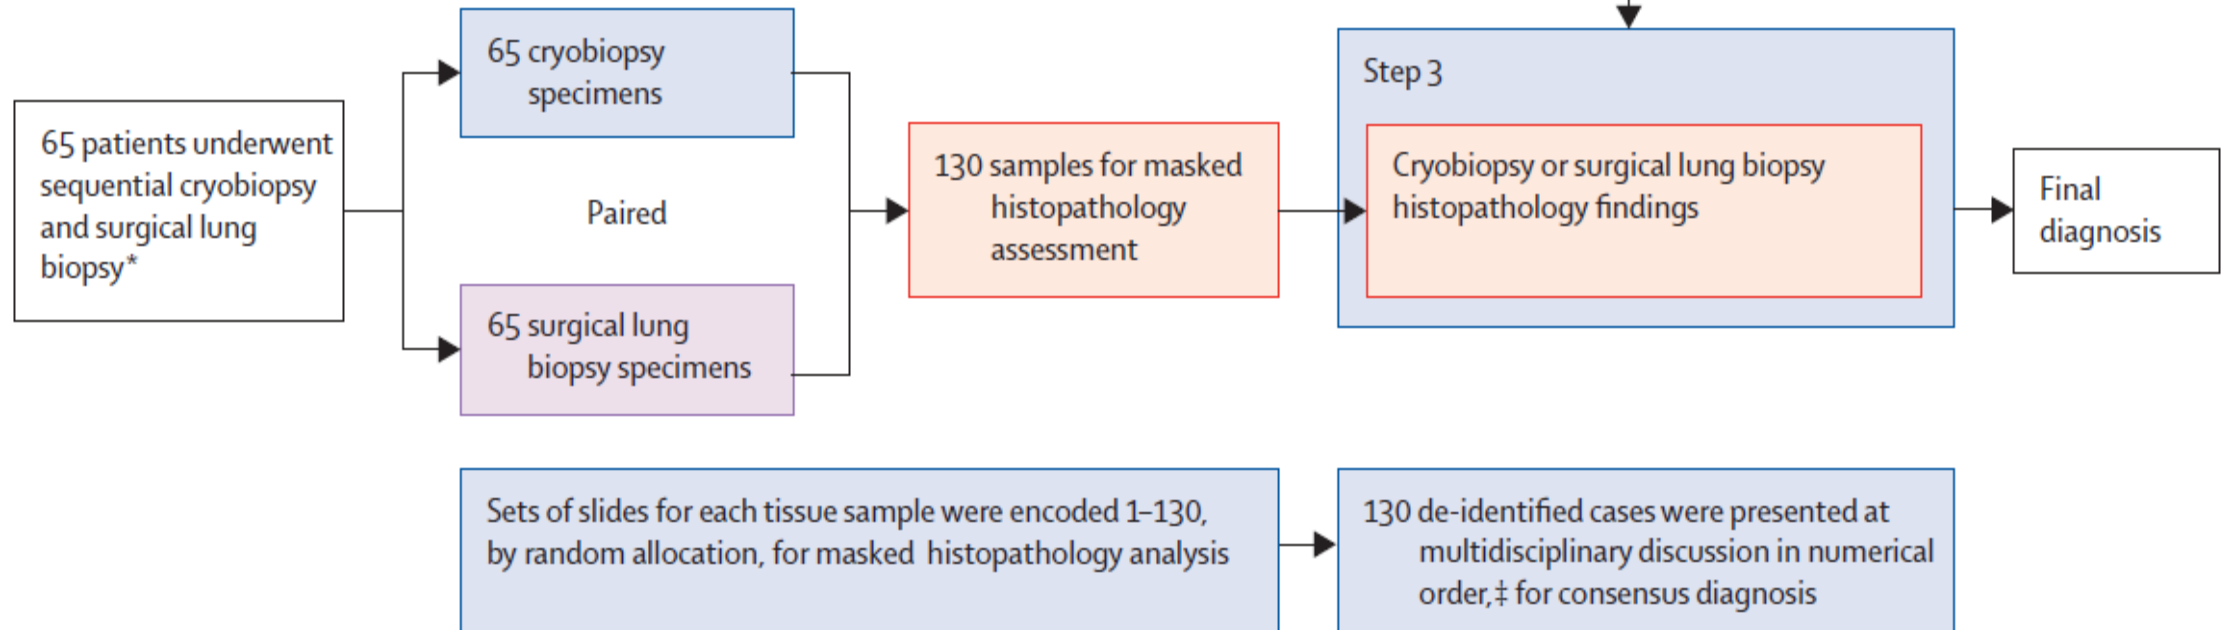 65 patients underwent
sequential cryobiopsy
and surgical lung
biopsy*
65 cryobiopsy
specimens
Paired
65 surgical lung
biopsy specimens
130 samples for masked
histopathology
assessment
Step 3
Cryobiopsy or surgical lung biopsy
histopathology findings
Final
diagnosis
Sets of slides for each tissue sample were encoded 1–130,
by random allocation, for masked histopathology analysis
130 de-identified cases were presented at
multidisciplinary discussion in numerical
order,‡ for consensus diagnosis